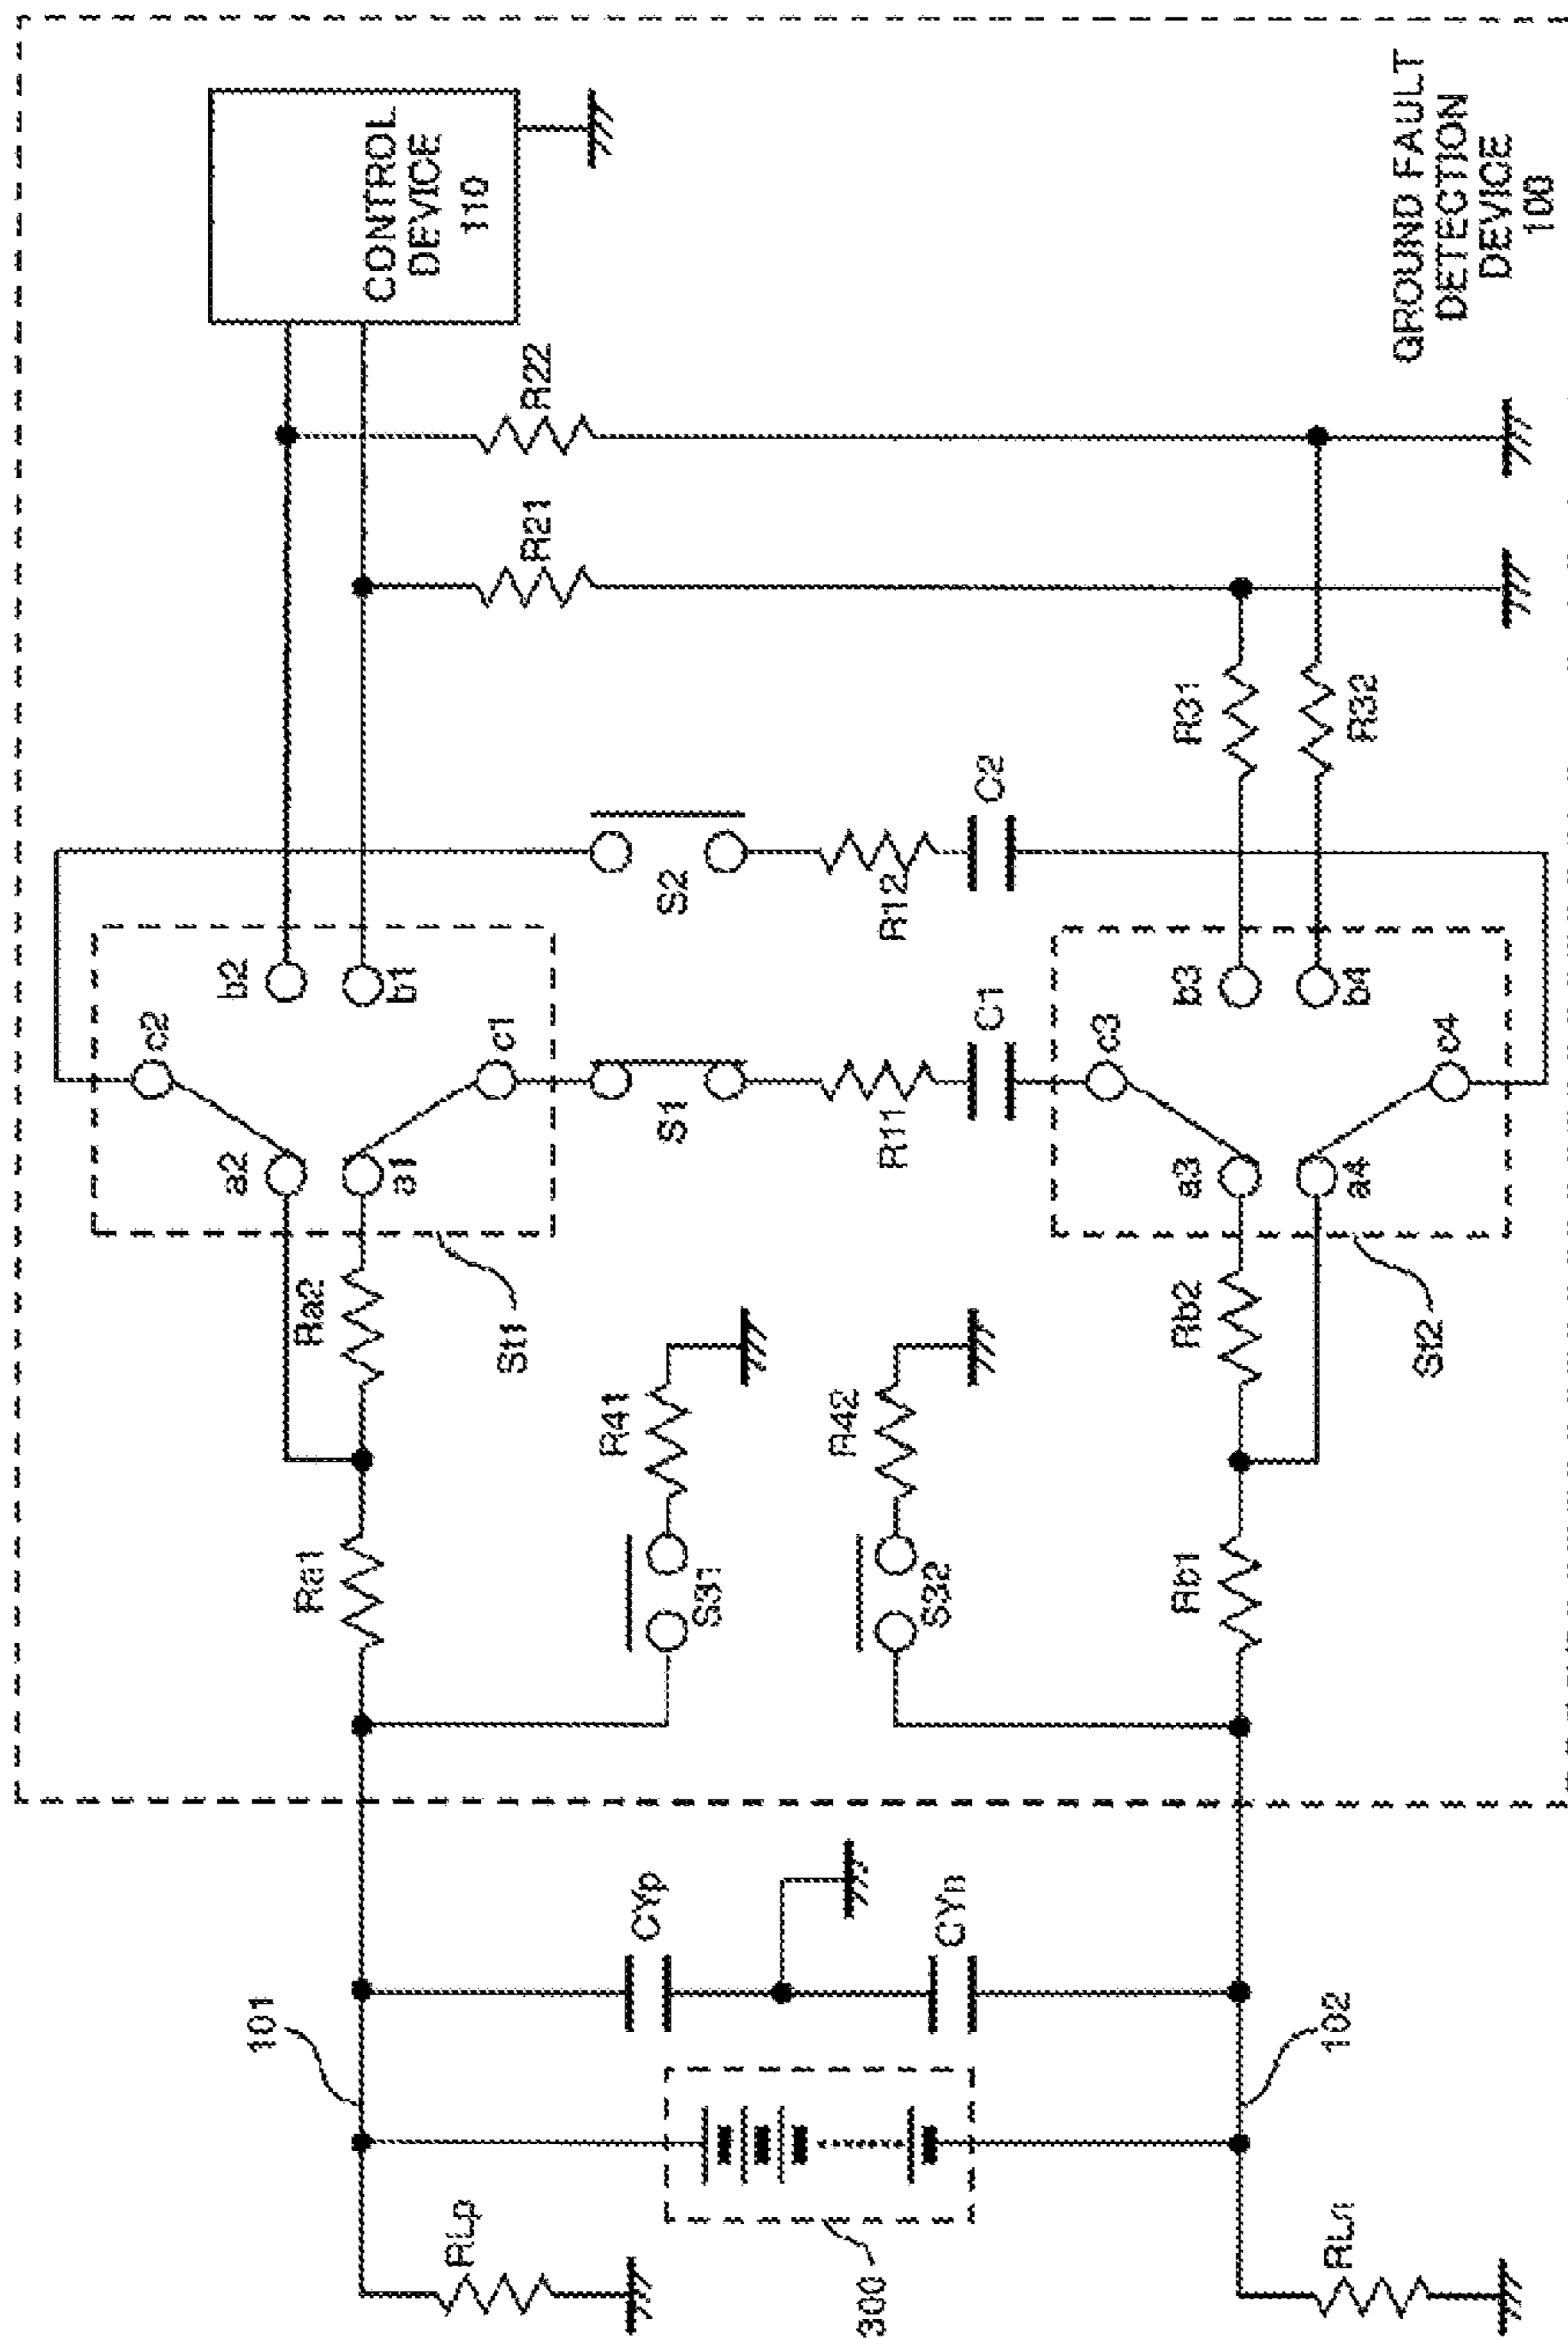 CONTROL
DEVICE
110
GROUND FAULT
DETECTION
DEVICE
100
R22
R21
b2
b1
c2
c1
a2
a1
S2
R12
C2
S1
R11
C1
R31
R32
b3
b4
c3
c4
a3
a4
Ra2
St1
Ra1
R41
S31
R42
S32
Rb2
St2
Rb1
101
CYp
CYn
102
RLp
300
RLn